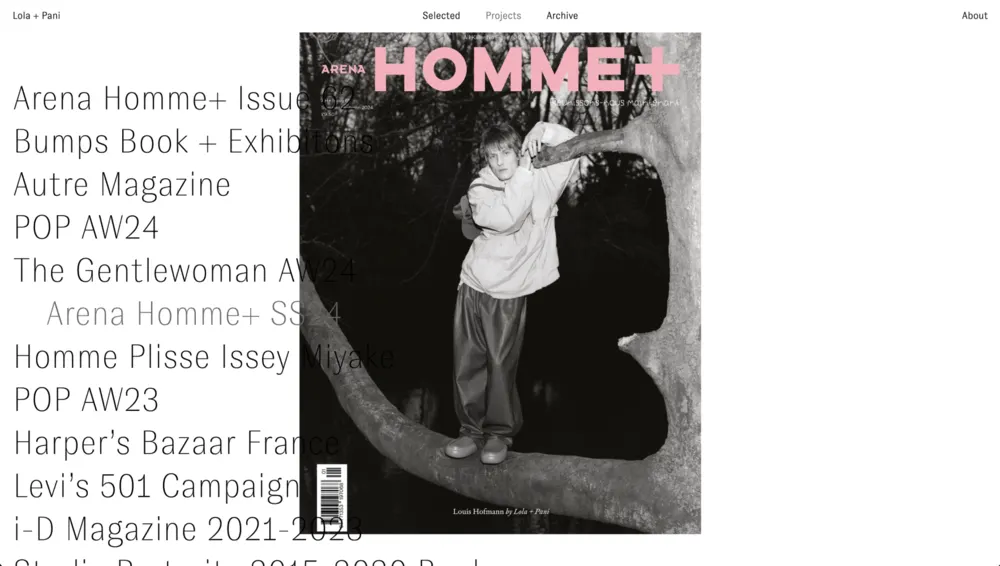 Lola + Pani
Selected
Projects
Archive
About
ARENA
HOMME+
Arena Homme+ Issue 62
Bumps Book + Exhibitons
Autre Magazine
POP AW24
The Gentlewoman AW24
Arena Homme+ SS24
Homme Plisse Issey Miyake
POP AW23
Harper’s Bazaar France
Levi’s 501 Campaign
i-D Magazine 2021-2023
Louis Hofmann by Lola + Pani